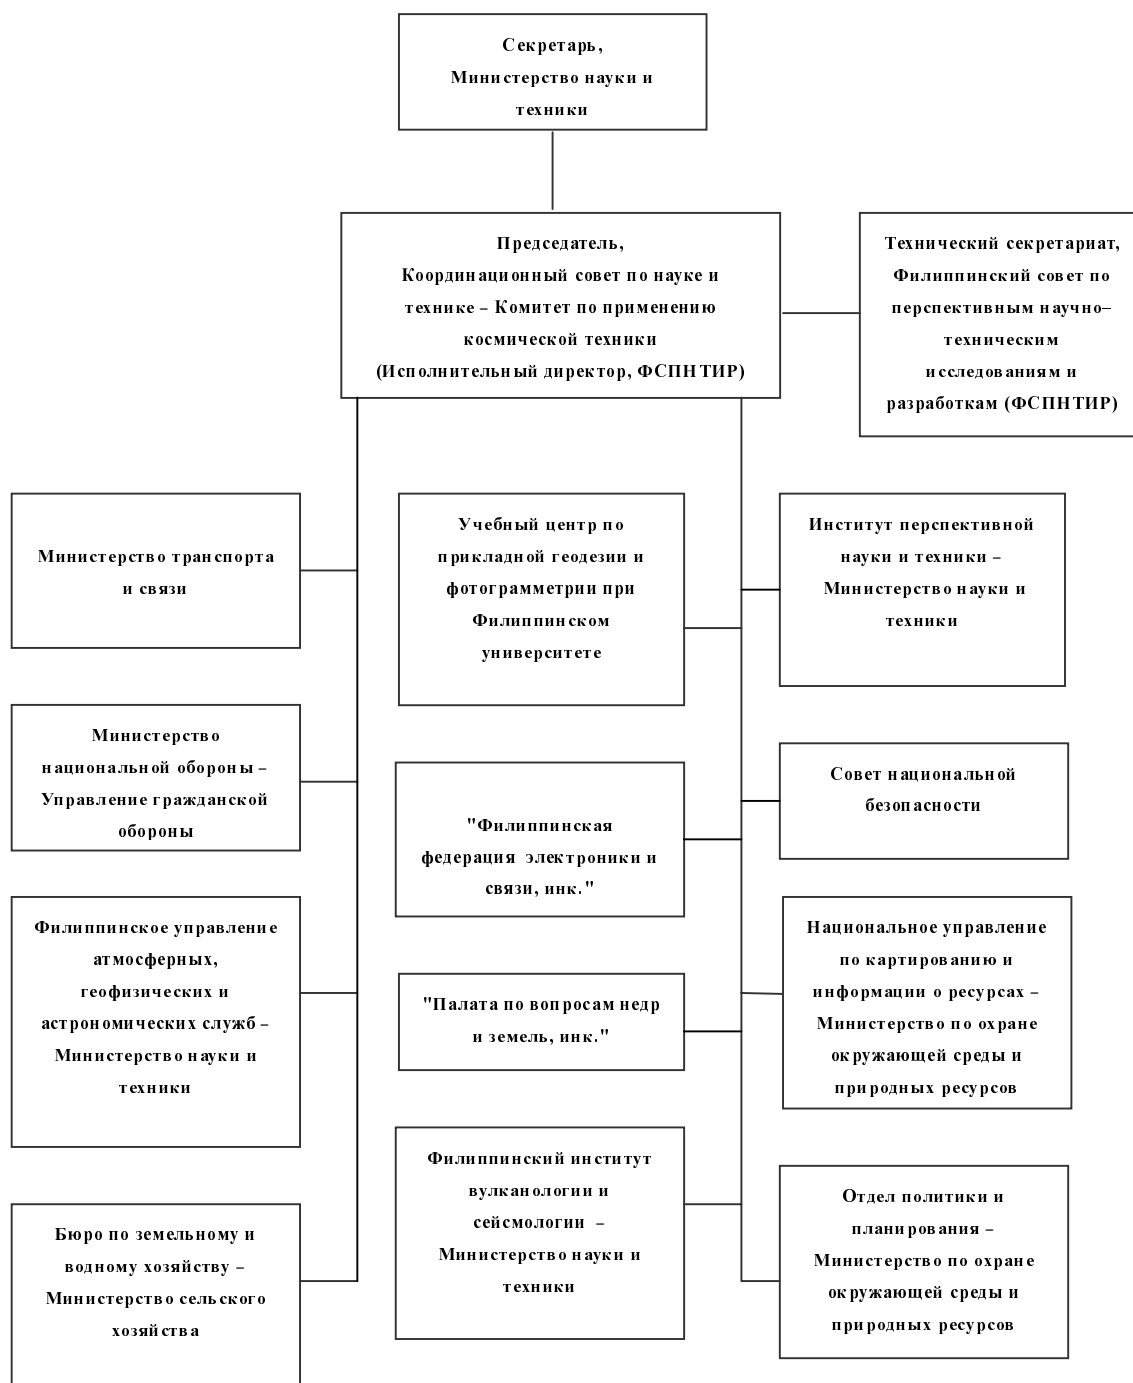 Секретарь,
Министерство науки и
техники
Председатель,
Координационный совет по науке и
технике – Комитет по применению
космической техники
(Исполнительный директор, ФСПНТИР)
Технический секретариат,
Филиппинский совет по
перспективным научно–
техническим
исследованиям и
разработкам (ФСПНТИР)
Министерство транспорта
и связи
Министерство
национальной обороны –
Управление гражданской
обороны
Филиппинское управление
атмосферных,
геофизических и
астрономических служб –
Министерство науки и
техники
Бюро по земельному и
водному хозяйству –
Министерство сельского
хозяйства
Учебный центр по
прикладной геодезии и
фотограмметрии при
Филиппинском
университете
"Филиппинская
федерация электроники и
связи, инк."
"Палата по вопросам недр
и земель, инк."
Филиппинский институт
вулканологии и
сейсмологии –
Министерство науки и
техники
Институт перспективной
науки и техники –
Министерство науки и
техники
Совет национальной
безопасности
Национальное управление
по картированию и
информации о ресурсах –
Министерство по охране
окружающей среды и
природных ресурсов
Отдел политики и
планирования –
Министерство по охране
окружающей среды и
природных ресурсов